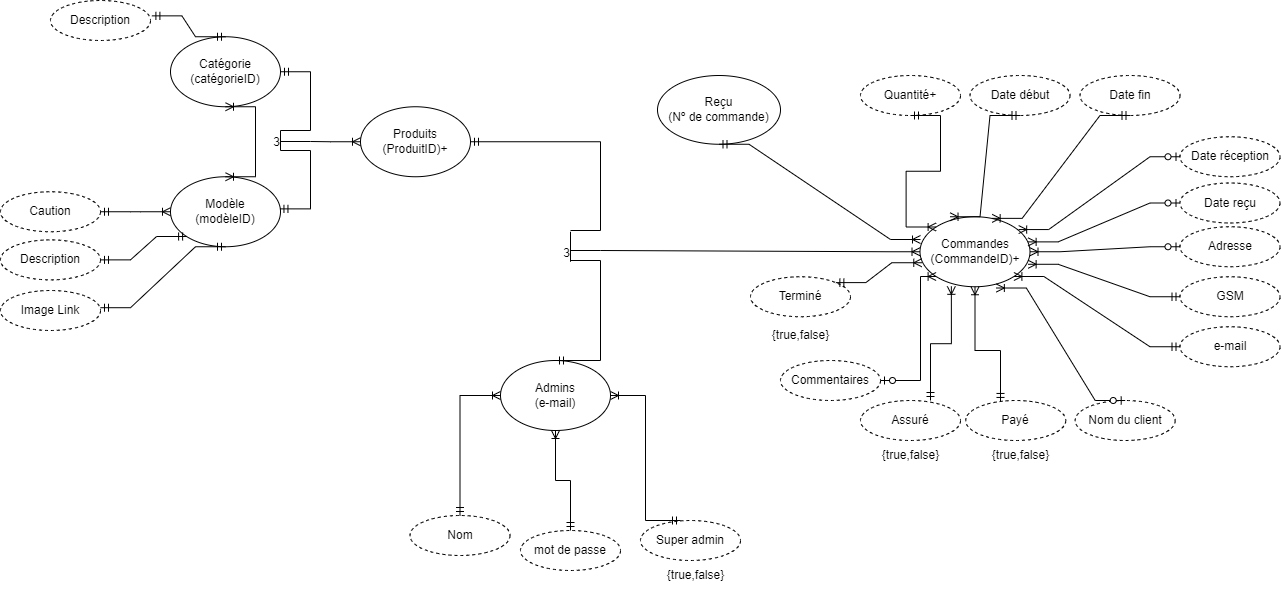 Description
Catégorie
(catégorieID)
Modèle
(modèleID)
Caution
Description
Image Link
3
Produits
(ProduitID)+
3
Admins
(e-mail)
Nom
mot de passe
Super admin
{true,false}
Reçu
(Nº de commande)
Quantité+
Date début
Date fin
Date réception
Date reçu
Adresse
GSM
e-mail
Commandes
(CommandeID)+
Terminé
{true,false}
Commentaires
Assuré
{true,false}
Payé
{true,false}
Nom du client